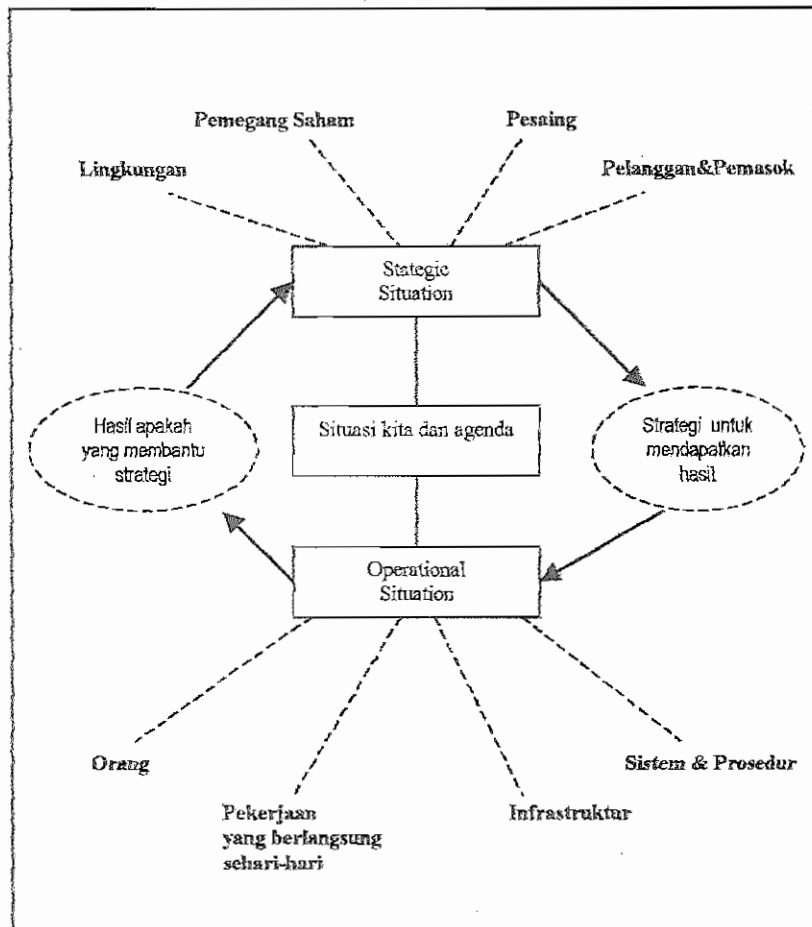 Pemegang Saham
Pesaing
Lingkungan
Pelanggan&Pemasok
Stategic
Situation
Hasil apakah
yang membantu
strategi
Situasi kita dan agenda
Strategi untuk
mendapatkan
hasil
Operational
Situation
Orang
Sistem & Prosedur
Pekerjaan
yang berlangsung
sehari-hari
Infrastruktur